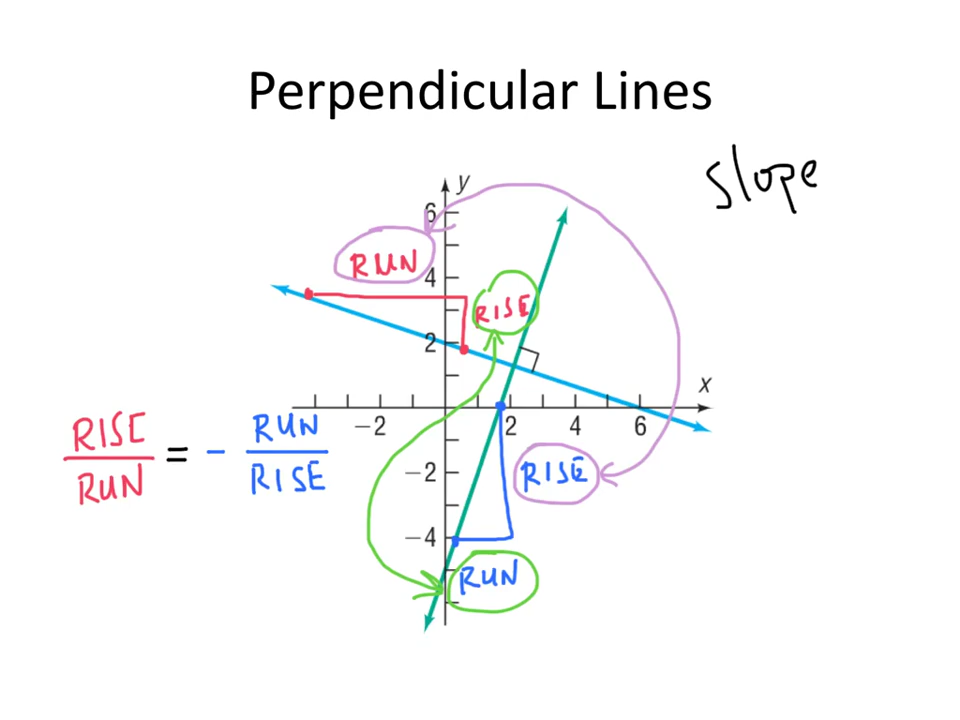 Perpendicular Lines
slope
y
6
RUN
4
RISE
2
x
-2
2
4
6
RISE = - RUN
RUN RISE
-2
RISE
-4
RUN